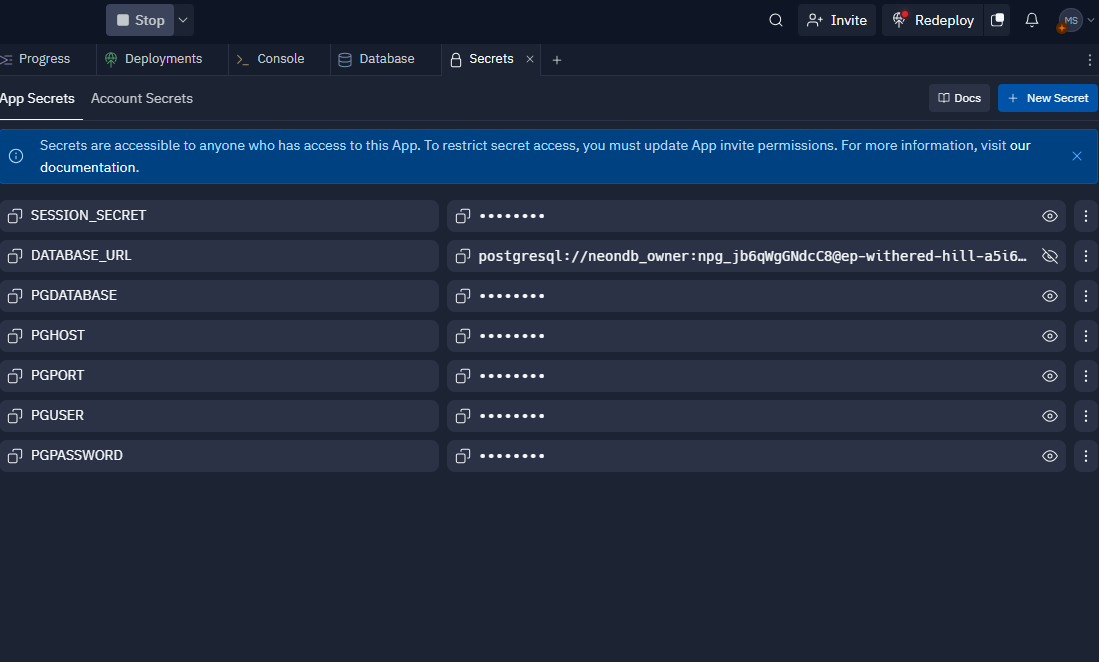 Stop
Invite
Redeploy
MS
Progress
Deployments
Console
Database
Secrets
App Secrets
Account Secrets
Docs
New Secret
Secrets are accessible to anyone who has access to this App. To restrict secret access, you must update App invite permissions. For more information, visit our
documentation.
SESSION_SECRET ••••••••
DATABASE_URL postgresql://neondb_owner:npg_jb6qWgGNdcC8@ep-withered-hill-a5i6…
PGDATABASE ••••••••
PGHOST ••••••••
PGPORT ••••••••
PGUSER ••••••••
PGPASSWORD ••••••••